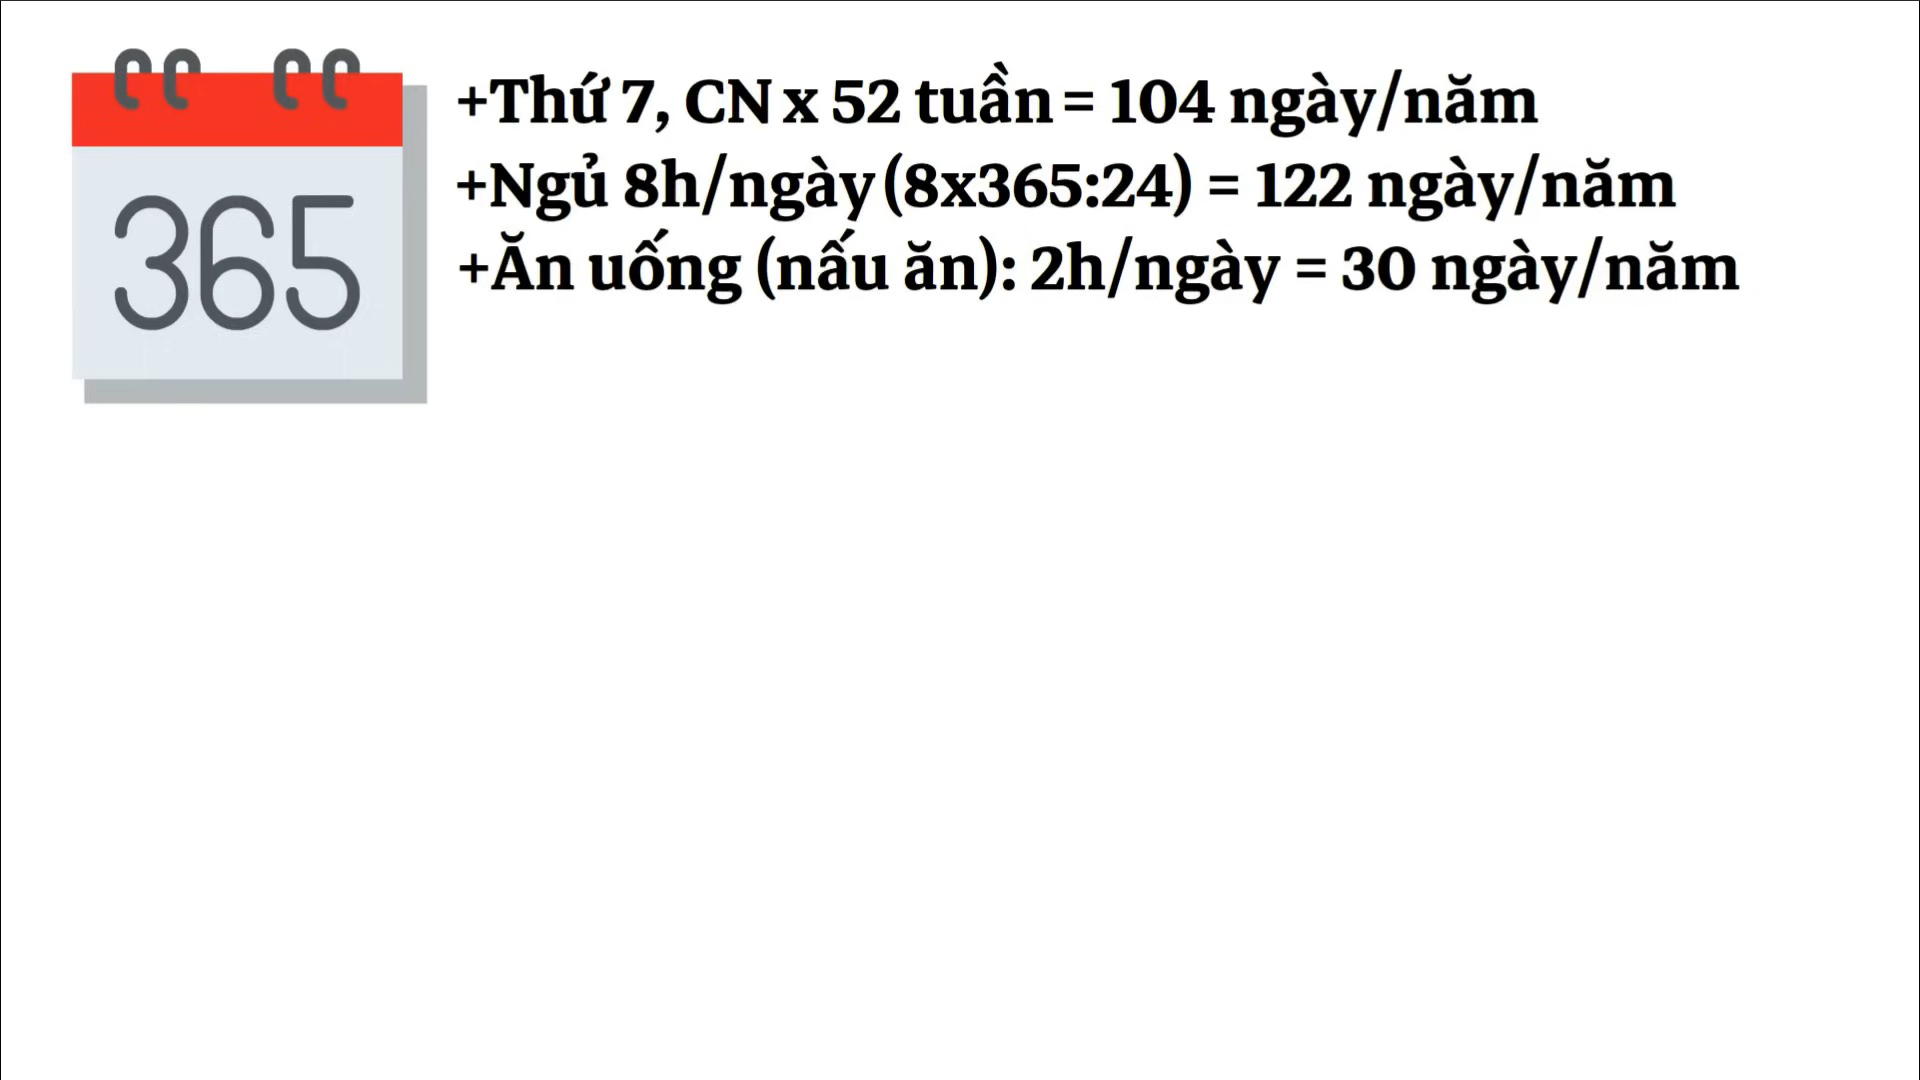 365
+Thứ 7, CN x 52 tuần = 104 ngày/năm
+Ngủ 8h/ngày (8x365:24) = 122 ngày/năm
+Ăn uống (nấu ăn): 2h/ngày = 30 ngày/năm